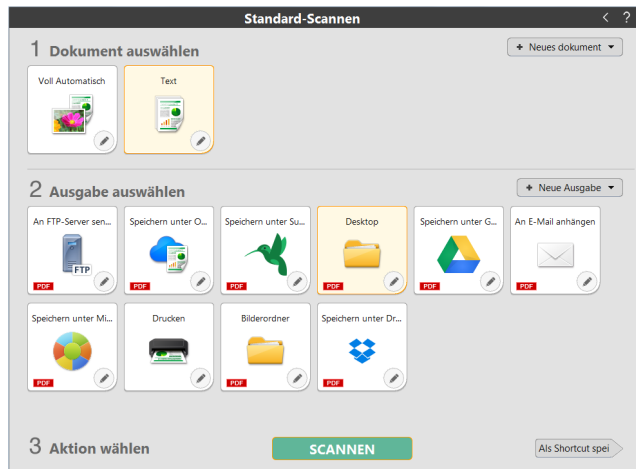 Standard-Scannen
< ?
1 Dokument auswählen
+ Neues dokument
Voll Automatisch
Text
2 Ausgabe auswählen
+ Neue Ausgabe
An FTP-Server sen...
Speichern unter O...
Speichern unter Su...
Desktop
Speichern unter G...
An E-Mail anhängen
FTP
PDF
PDF
PDF
PDF
PDF
PDF
Speichern unter Mi...
Drucken
Bilderordner
Speichern unter Dr...
PDF
PDF
PDF
3 Aktion wählen
SCANNEN
Als Shortcut spei